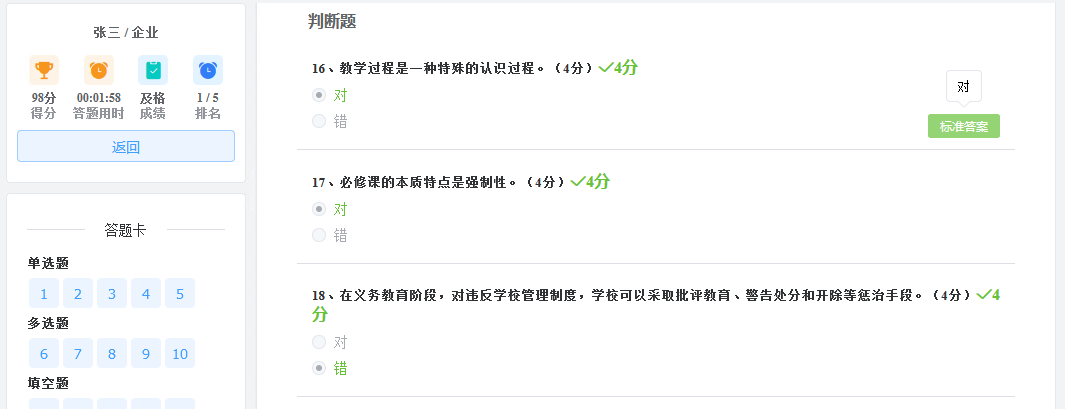 张三 / 企业
98分
00:01:58
及格
1 / 5
得分
答题用时
成绩
排名
返回
答题卡
单选题
1 2 3 4 5
多选题
6 7 8 9 10
填空题
判断题
16、教学过程是一种特殊的认识过程。（4分）4分
对
错
对
标准答案
17、必修课的本质特点是强制性。（4分）4分
对
错
18、在义务教育阶段，对违反学校管理制度，学校可以采取批评教育、警告处分和开除等惩治手段。（4分）4
分
对
错